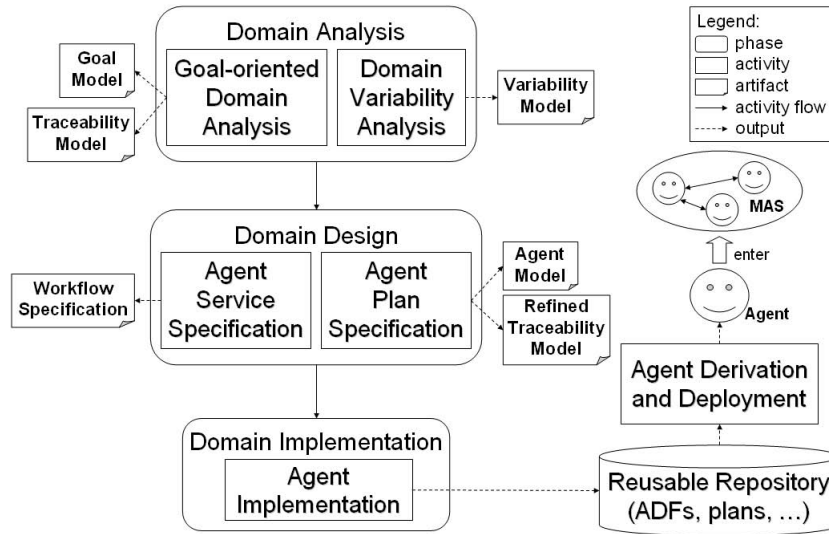 Domain Analysis
Goal-oriented
Domain
Analysis
Domain
Variability
Analysis
Goal
Model
Traceability
Model
Variability
Model
Legend:
phase
activity
artifact
activity flow
output
MAS
enter
Agent
Domain Design
Agent
Service
Specification
Agent
Plan
Specification
Workflow
Specification
Agent
Model
Refined
Traceability
Model
Agent Derivation
and Deployment
Domain Implementation
Agent
Implementation
Reusable Repository
(ADFs, plans, ...)